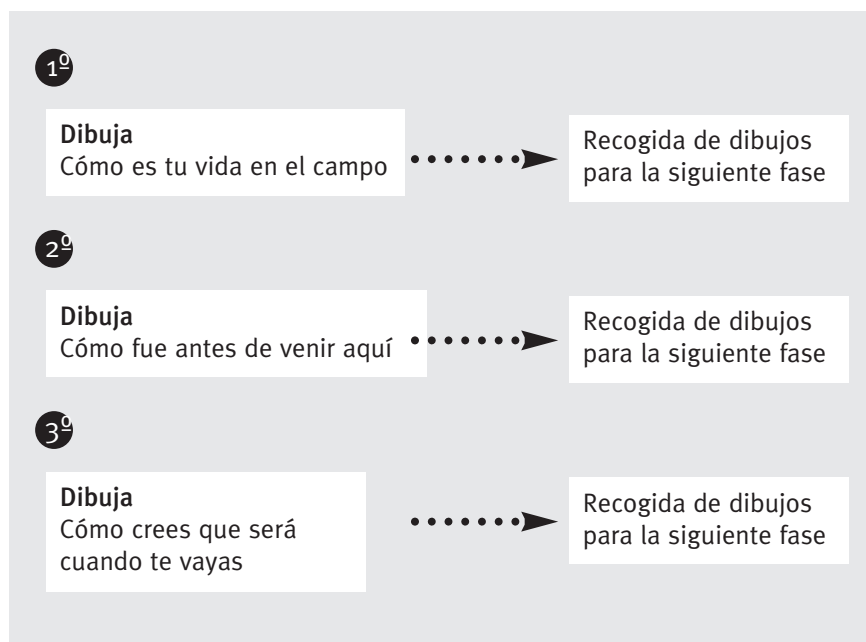 1º
Dibuja
Cómo es tu vida en el campo
Recogida de dibujos
para la siguiente fase
2º
Dibuja
Cómo fue antes de venir aquí
Recogida de dibujos
para la siguiente fase
3º
Dibuja
Cómo crees que será
cuando te vayas
Recogida de dibujos
para la siguiente fase